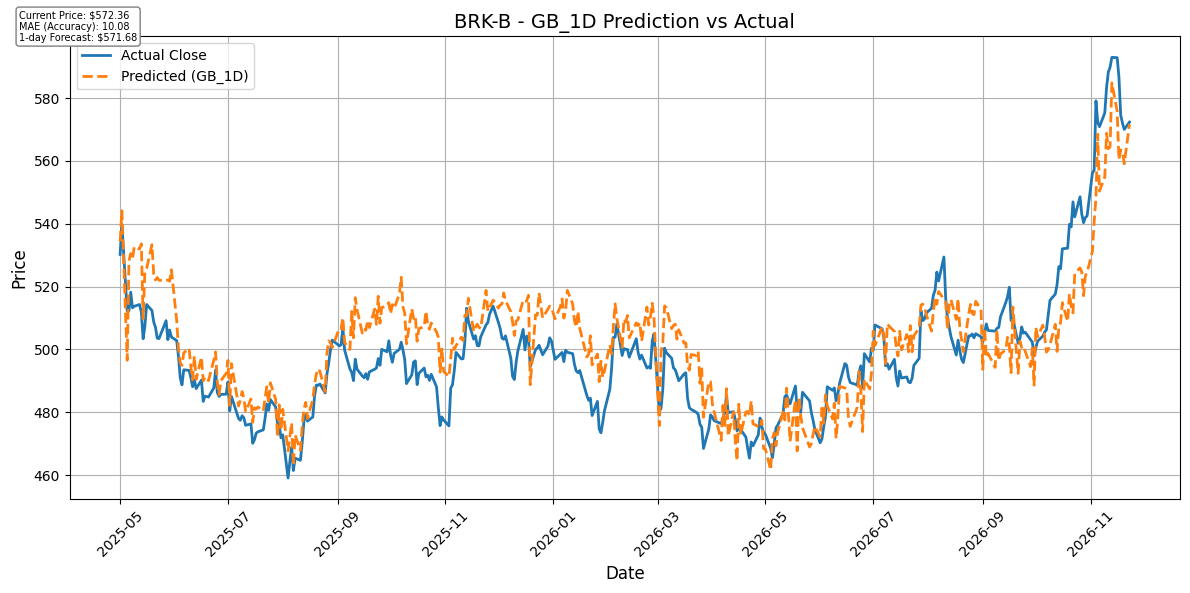 BRK-B - GB_1D Prediction vs Actual
Current Price: $572.36
MAE (Accuracy): 10.08
1-day Forecast: $571.68
Actual Close
Predicted (GB_1D)
Price
580
560
540
520
500
480
460
2025-05
2025-07
2025-09
2025-11
2026-01
2026-03
2026-05
2026-07
2026-09
2026-11
Date